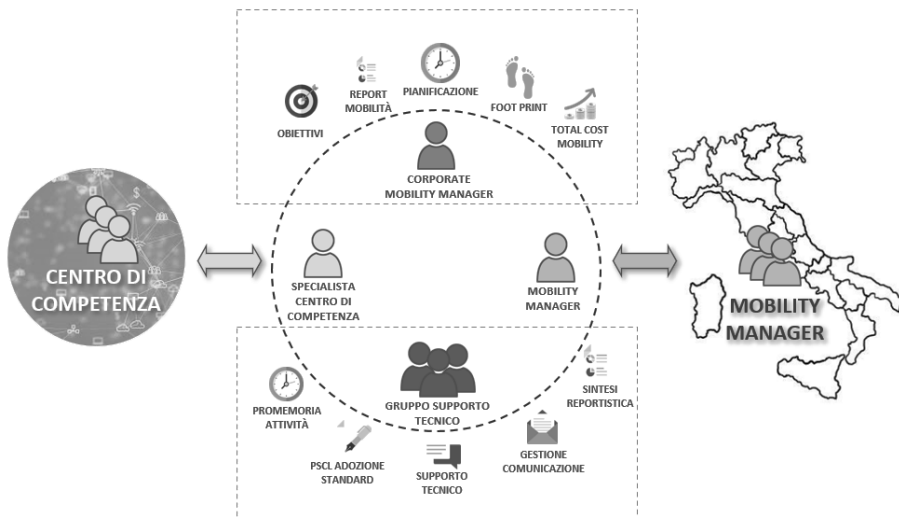 PIANIFICAZIONE
REPORT
MOBILITÀ
FOOT PRINT
OBIETTIVI
TOTAL COST
MOBILITY
CORPORATE
MOBILITY MANAGER
CENTRO DI
COMPETENZA
SPECIALISTA
CENTRO DI
COMPETENZA
MOBILITY
MANAGER
MOBILITY
MANAGER
GRUPPO SUPPORTO
TECNICO
SINTESI
REPORTISTICA
PROMEMORIA
ATTIVITÀ
PSCL ADOZIONE
STANDARD
SUPPORTO
TECNICO
GESTIONE
COMUNICAZIONE